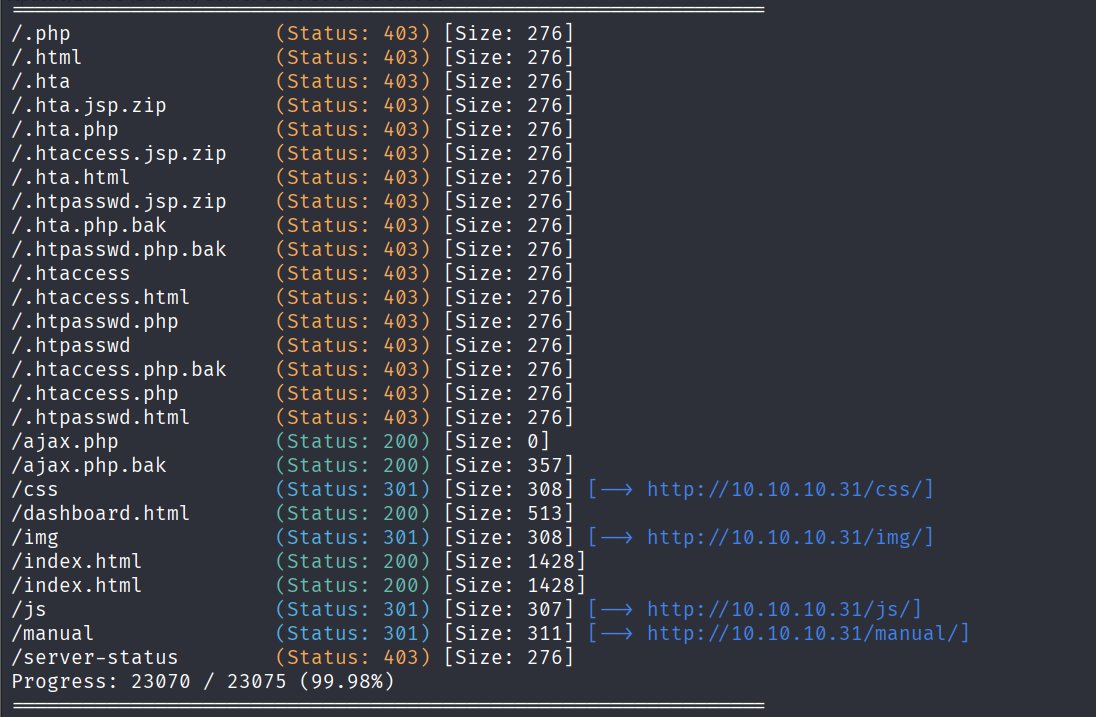 ===============================================================
/.php                 (Status: 403) [Size: 276]
/.html                (Status: 403) [Size: 276]
/.hta                 (Status: 403) [Size: 276]
/.hta.jsp.zip         (Status: 403) [Size: 276]
/.hta.php             (Status: 403) [Size: 276]
/.htaccess.jsp.zip    (Status: 403) [Size: 276]
/.hta.html            (Status: 403) [Size: 276]
/.htpasswd.jsp.zip    (Status: 403) [Size: 276]
/.hta.php.bak         (Status: 403) [Size: 276]
/.htpasswd.php.bak    (Status: 403) [Size: 276]
/.htaccess            (Status: 403) [Size: 276]
/.htaccess.html       (Status: 403) [Size: 276]
/.htpasswd.php        (Status: 403) [Size: 276]
/.htpasswd            (Status: 403) [Size: 276]
/.htaccess.php.bak    (Status: 403) [Size: 276]
/.htaccess.php        (Status: 403) [Size: 276]
/.htpasswd.html       (Status: 403) [Size: 276]
/ajax.php             (Status: 200) [Size: 0]
/ajax.php.bak         (Status: 200) [Size: 357]
/css                  (Status: 301) [Size: 308] [--> http://10.10.10.31/css/]
/dashboard.html       (Status: 200) [Size: 513]
/img                  (Status: 301) [Size: 308] [--> http://10.10.10.31/img/]
/index.html           (Status: 200) [Size: 1428]
/index.html           (Status: 200) [Size: 1428]
/js                   (Status: 301) [Size: 307] [--> http://10.10.10.31/js/]
/manual               (Status: 301) [Size: 311] [--> http://10.10.10.31/manual/]
/server-status        (Status: 403) [Size: 276]
Progress: 23070 / 23075 (99.98%)
===============================================================